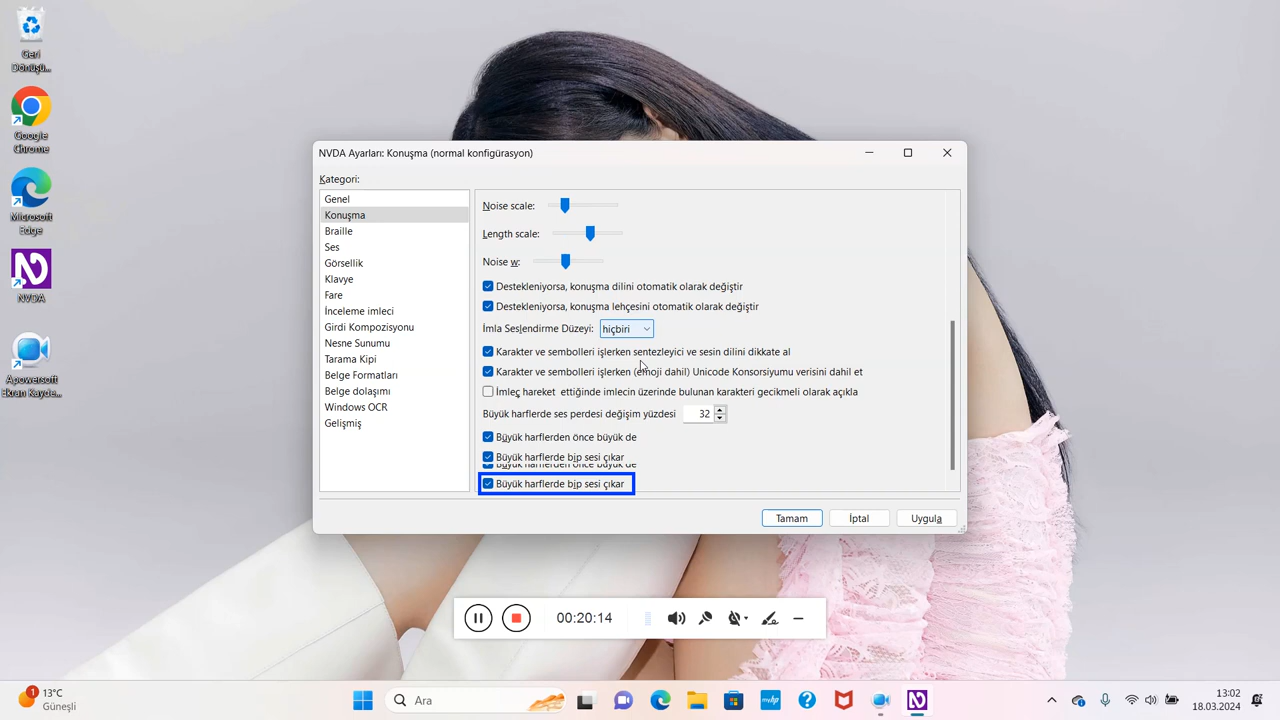 Geri
Dönüşü...
Google
Chrome
Microsoft
Edge
NVDA
Apowersoft
Ekran Kayde...
NVDA Ayarları: Konuşma (normal konfigürasyon)
Kategori:
Genel
Konuşma
Braille
Ses
Görsellik
Klavye
Fare
İnceleme imleci
Girdi Kompozisyonu
Nesne Sunumu
Tarama Kipi
Belge Formatları
Belge dolaşımı
Windows OCR
Gelişmiş
Noise scale:
Length scale:
Noise w:
Destekleniyorsa, konuşma dilini otomatik olarak değiştir
Destekleniyorsa, konuşma lehçesini otomatik olarak değiştir
İmla Seslendirme Düzeyi: hiçbiri
Karakter ve sembolleri işlerken sentezleyici ve sesin dilini dikkate al
Karakter ve sembolleri işlerken (emoji dahil) Unicode Konsorsiyumu verisini dahil et
İmleç hareket ettiğinde imlecin üzerinde bulunan karakteri gecikmeli olarak açıkla
Büyük harflerde ses perdesi değişim yüzdesi 32
Büyük harflerden önce büyük de
Büyük harflerde bip sesi çıkar
Büyük harflerden önce büyük de
Büyük harflerde bip sesi çıkar
Tamam İptal Uygula
00:20:14
1
13°C
Güneşli
Ara
myhp
13:02
18.03.2024